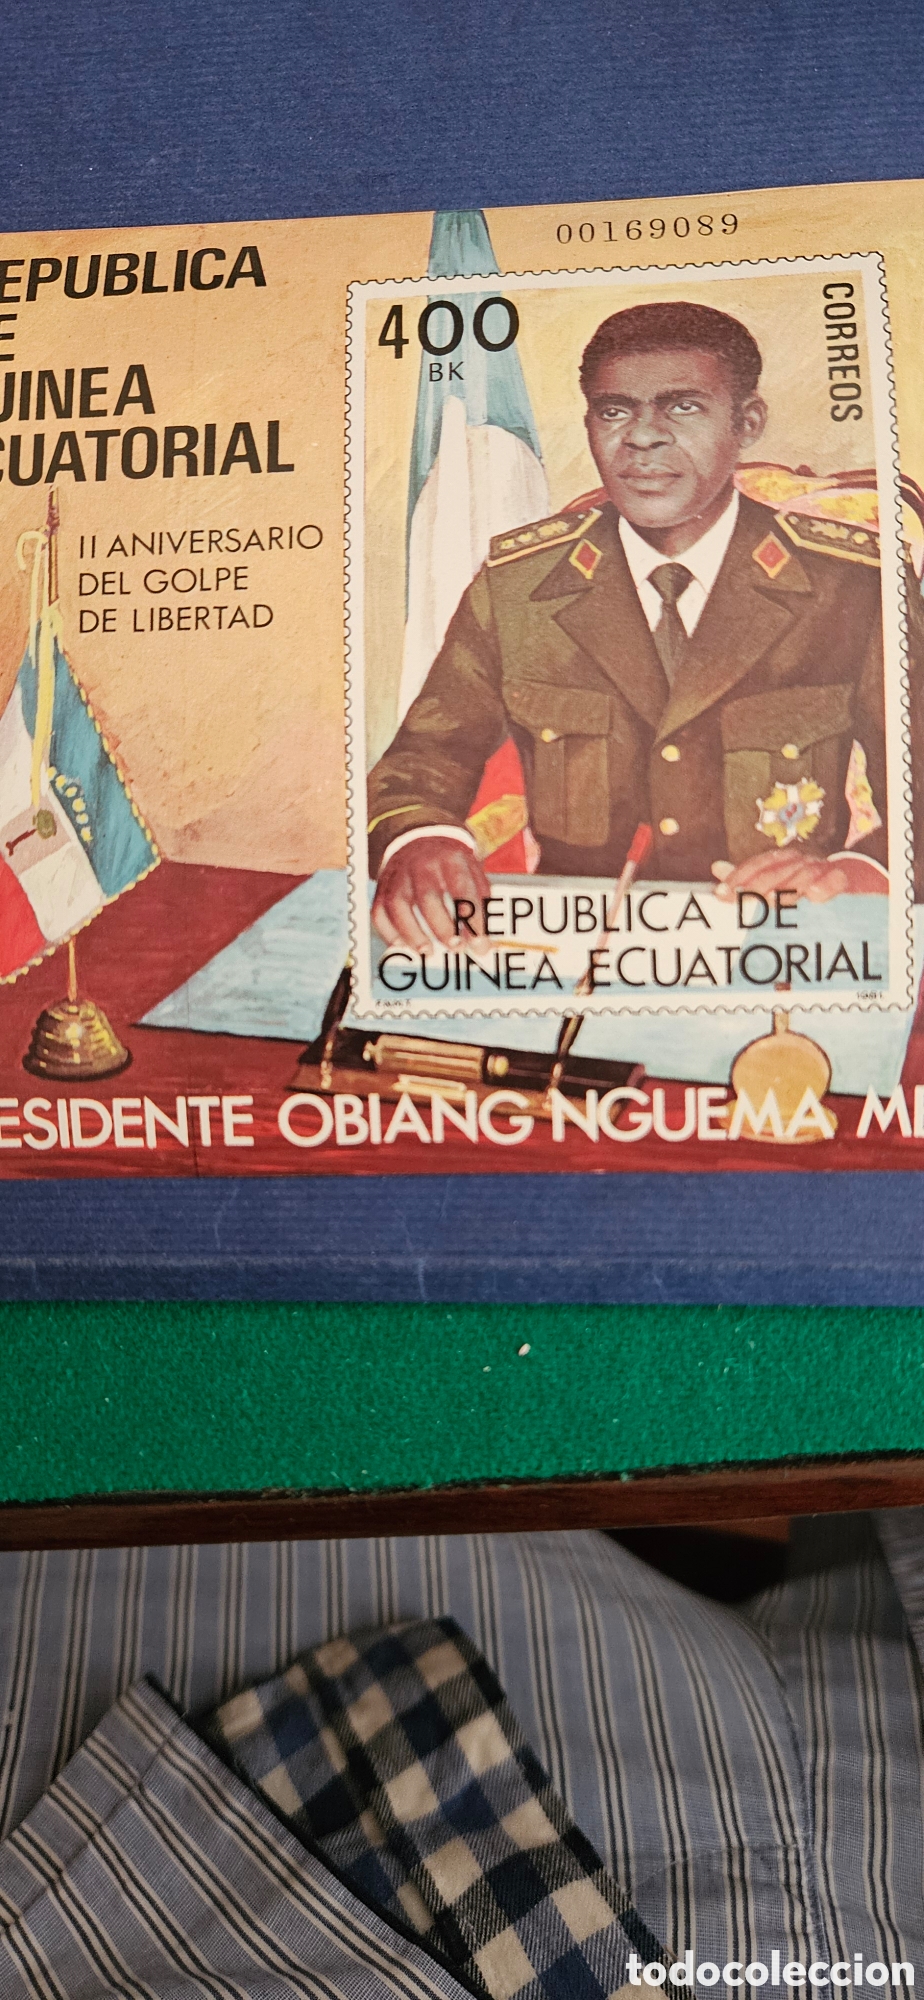 00169089
EPUBLICA
E
UINEA
CUATORIAL
II ANIVERSARIO
DEL GOLPE
DE LIBERTAD
400
BK
CORREOS
REPUBLICA DE
GUINEA ECUATORIAL
1981
ESIDENTE OBIANG NGUEMA M
todocoleccion